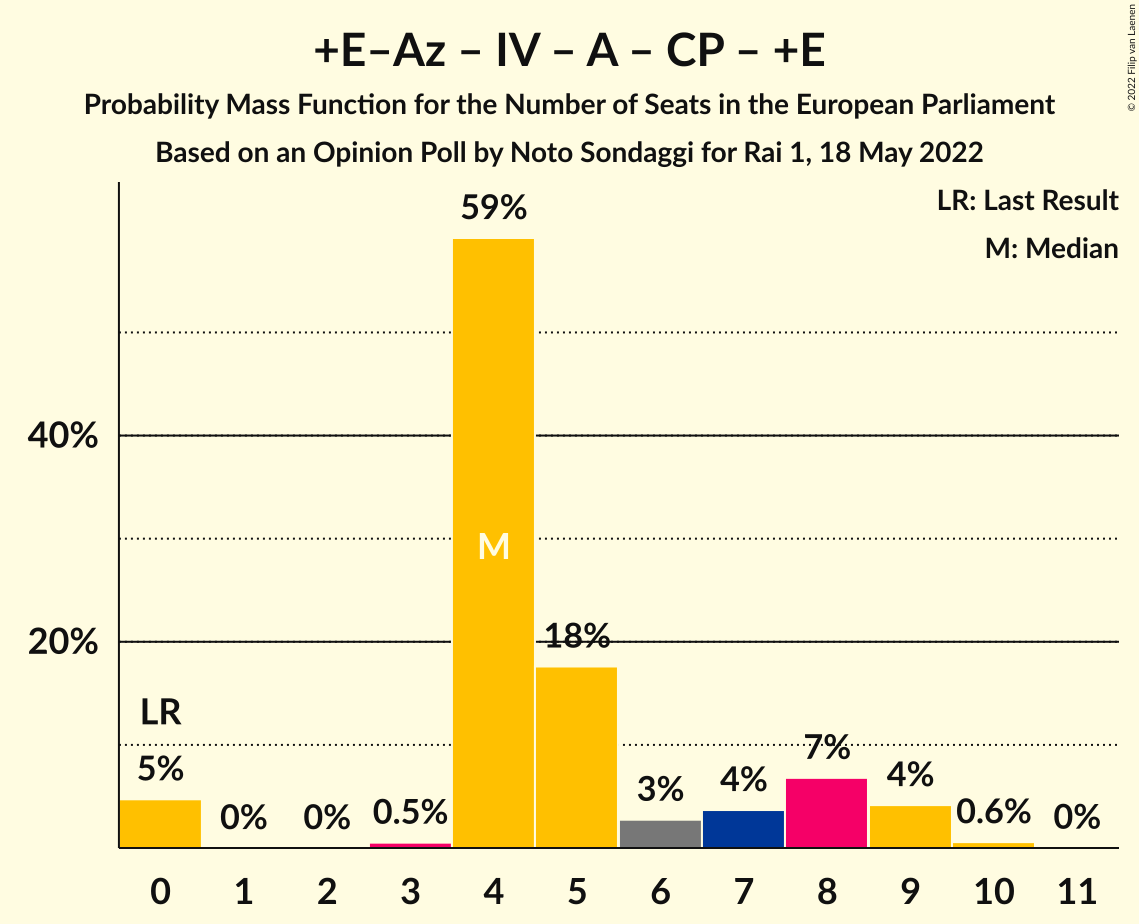 +E–Az – IV – A – CP – +E
Probability Mass Function for the Number of Seats in the European Parliament
Based on an Opinion Poll by Noto Sondaggi for Rai 1, 18 May 2022
© 2022 Filip van Laenen
LR: Last Result
M: Median
59%
40%
M
20%
18%
LR
5%
0%
0%
0.5%
3%
4%
7%
4%
0.6%
0%
0 1 2 3 4 5 6 7 8 9 10 11